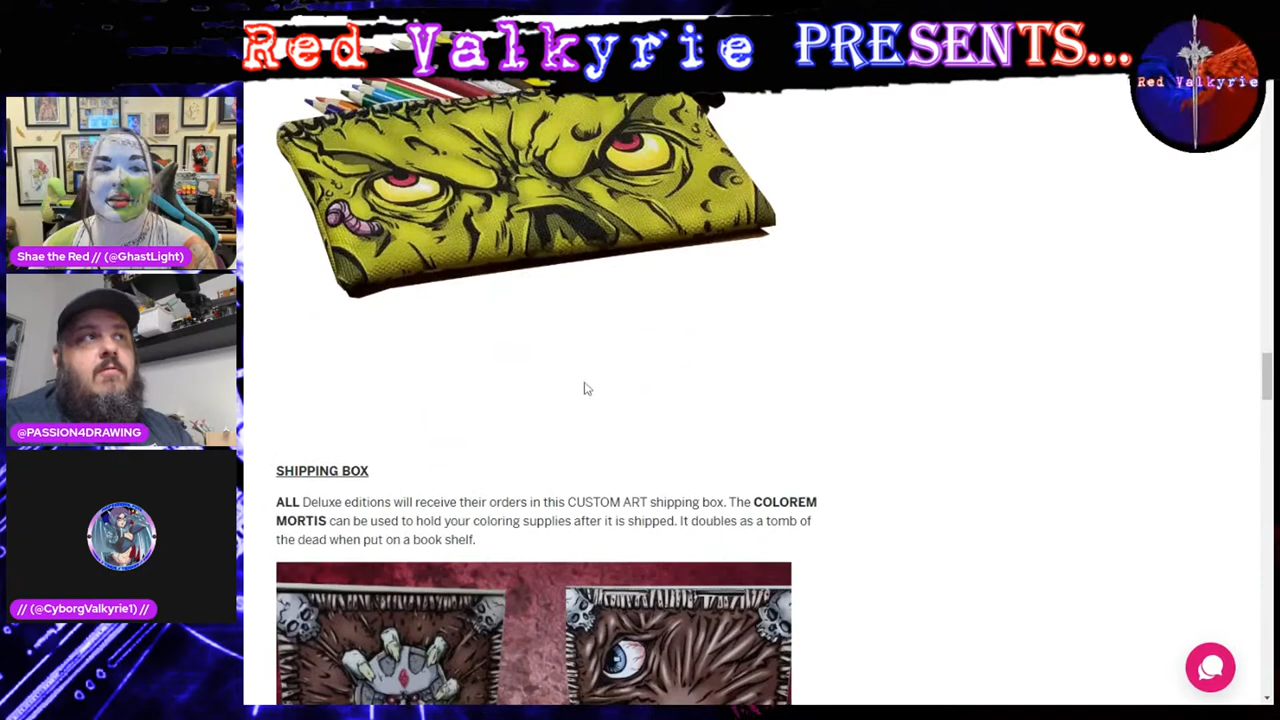 Red Valkyrie PRESENTS...
Red Valkyrie
Shae the Red // (@GhastLight)
@PASSION4DRAWING
// (@CyborgValkyrie1) //
SHIPPING BOX
ALL Deluxe editions will receive their orders in this CUSTOM ART shipping box. The COLOREM
MORTIS can be used to hold your coloring supplies after it is shipped. It doubles as a tomb of
the dead when put on a book shelf.